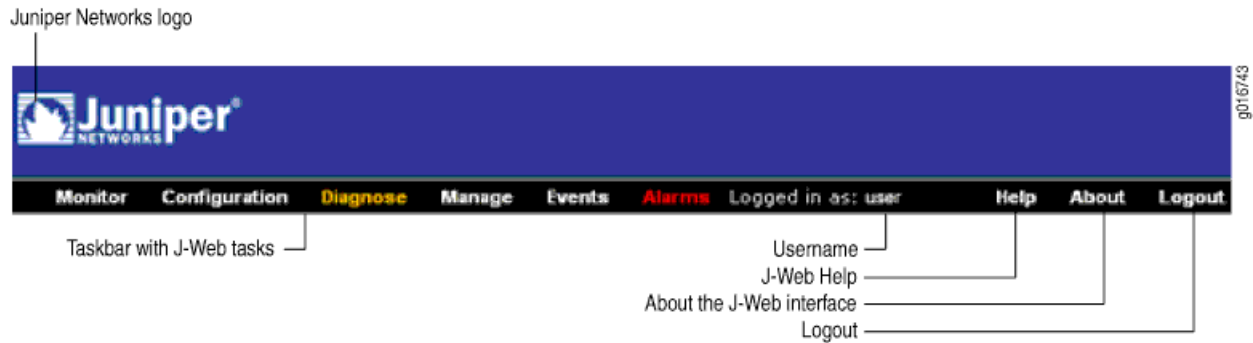 Juniper Networks logo
g016743
Juniper®
NETWORKS
Monitor Configuration Diagnose Manage Events Alarms Logged in as: user Help About Logout
Taskbar with J-Web tasks
Username
J-Web Help
About the J-Web interface
Logout